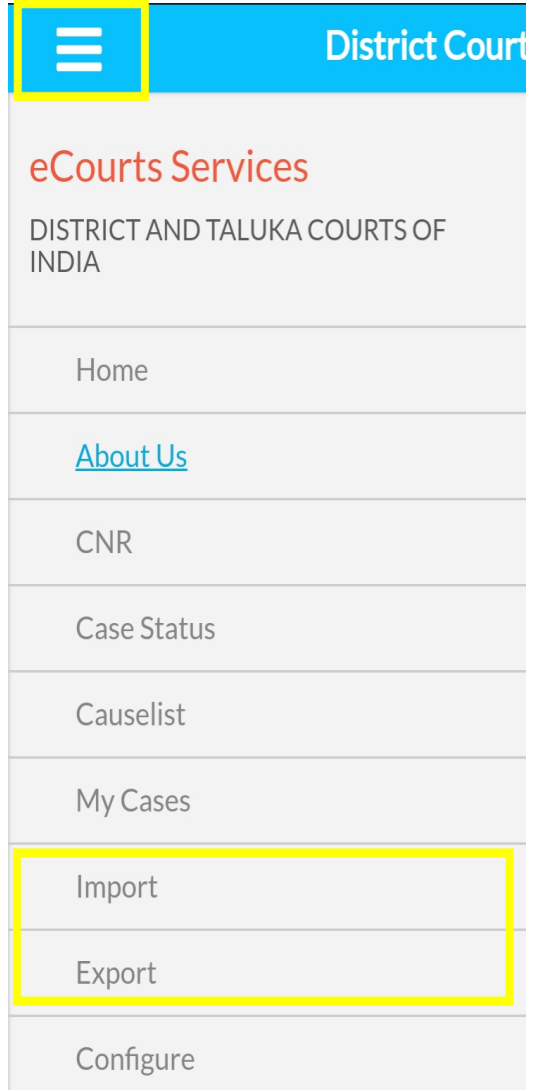 District Court
eCourts Services
DISTRICT AND TALUKA COURTS OF
INDIA
Home
About Us
CNR
Case Status
Causelist
My Cases
Import
Export
Configure